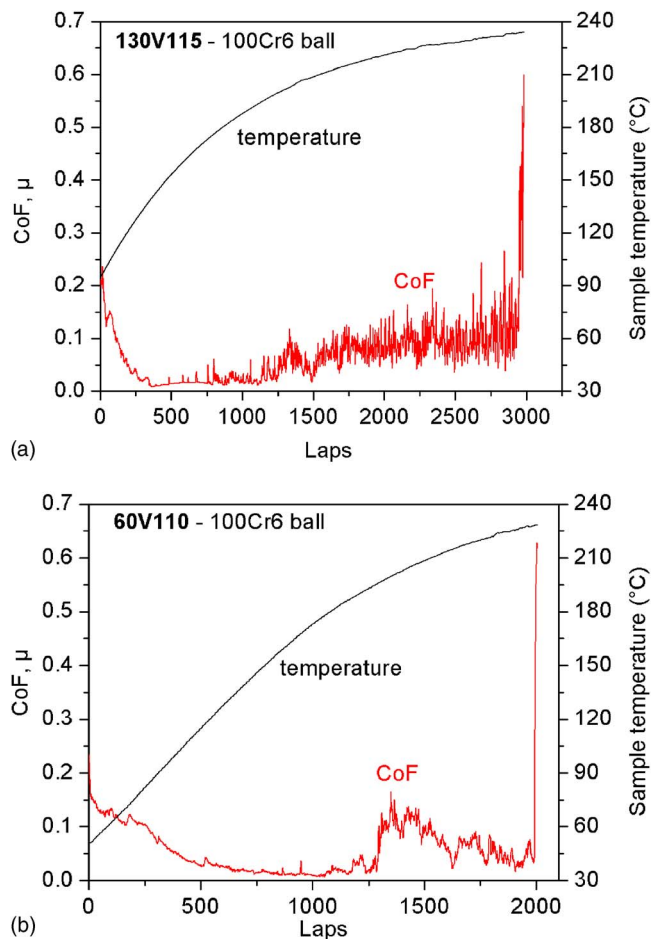 130V115 - 100Cr6 ball
temperature
CoF
CoF, μ
0.7
0.6
0.5
0.4
0.3
0.2
0.1
0.0
240
210
180
150
120
90
60
30
Sample temperature (°C)
0 500 1000 1500 2000 2500 3000
Laps
(a)
60V110 - 100Cr6 ball
temperature
CoF
CoF, μ
0.7
0.6
0.5
0.4
0.3
0.2
0.1
0.0
240
210
180
150
120
90
60
30
Sample temperature (°C)
0 500 1000 1500 2000
Laps
(b)